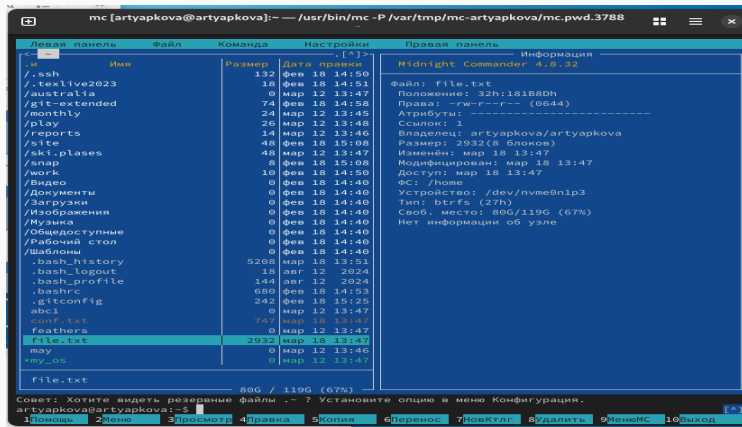 mc [artyapkova@artyapkova]:~ — /usr/bin/mc -P /var/tmp/mc-artyapkova/mc.pwd.3788
Левая панель Файл Команда Настройки Правая панель
<— ~ —.[^]> Информация
.и Имя Размер Дата правки Midnight Commander 4.8.32
/.ssh 132 фев 18 14:50
/.texlive2023 18 фев 18 14:51 Файл: file.txt
/australia 0 мар 12 13:47 Положение: 32h:181B8Dh
/git-extended 74 фев 18 14:58 Права: -rw-r--r-- (0644)
/monthly 24 мар 12 13:45 Атрибуты: --------------------------
/play 26 мар 12 13:48 Ссылок: 1
/reports 14 мар 12 13:46 Владелец: artyapkova/artyapkova
/site 48 фев 18 15:08 Размер: 2932(8 блоков)
/ski.plases 48 мар 12 13:47 Изменён: мар 18 13:47
/snap 8 фев 18 15:08 Модифицирован: мар 18 13:47
/work 10 фев 18 14:50 Доступ: мар 18 13:47
/Видео 0 фев 18 14:40 ФС: /home
/Документы 0 фев 18 14:40 Устройство: /dev/nvme0n1p3
/Загрузки 0 фев 18 14:40 Тип: btrfs (27h)
/Изображения 0 фев 18 14:40 Своб. место: 80G/119G (67%)
/Музыка 0 фев 18 14:40 Нет информации об узле
/Общедоступные 0 фев 18 14:40
/Рабочий стол 0 фев 18 14:40
/Шаблоны 0 фев 18 14:40
.bash_history 5208 мар 18 13:51
.bash_logout 18 авг 12 2024
.bash_profile 144 авг 12 2024
.bashrc 680 фев 18 14:53
.gitconfig 242 фев 18 15:25
abc1 0 мар 12 13:47
conf.txt 747 мар 18 13:47
feathers 0 мар 12 13:47
file.txt 2932 мар 18 13:47
may 0 мар 12 13:46
*my_os 0 мар 12 13:47
file.txt
80G / 119G (67%)
Совет: Хотите видеть резервные файлы .~ ? Установите опцию в меню Конфигурация.
artyapkova@artyapkova:~$ [^]
1Помощь 2Меню 3Просмотр 4Правка 5Копия 6Перенос 7НовКтлг 8Удалить 9МенюMC 10Выход